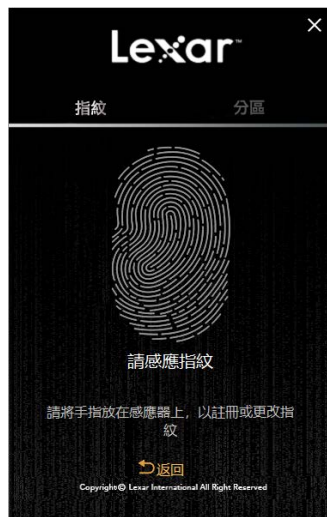 Lexar™
指紋
分區
請感應指紋
請將手指放在感應器上，以註冊或更改指
紋
返回
Copyright© Lexar International All Right Reserved